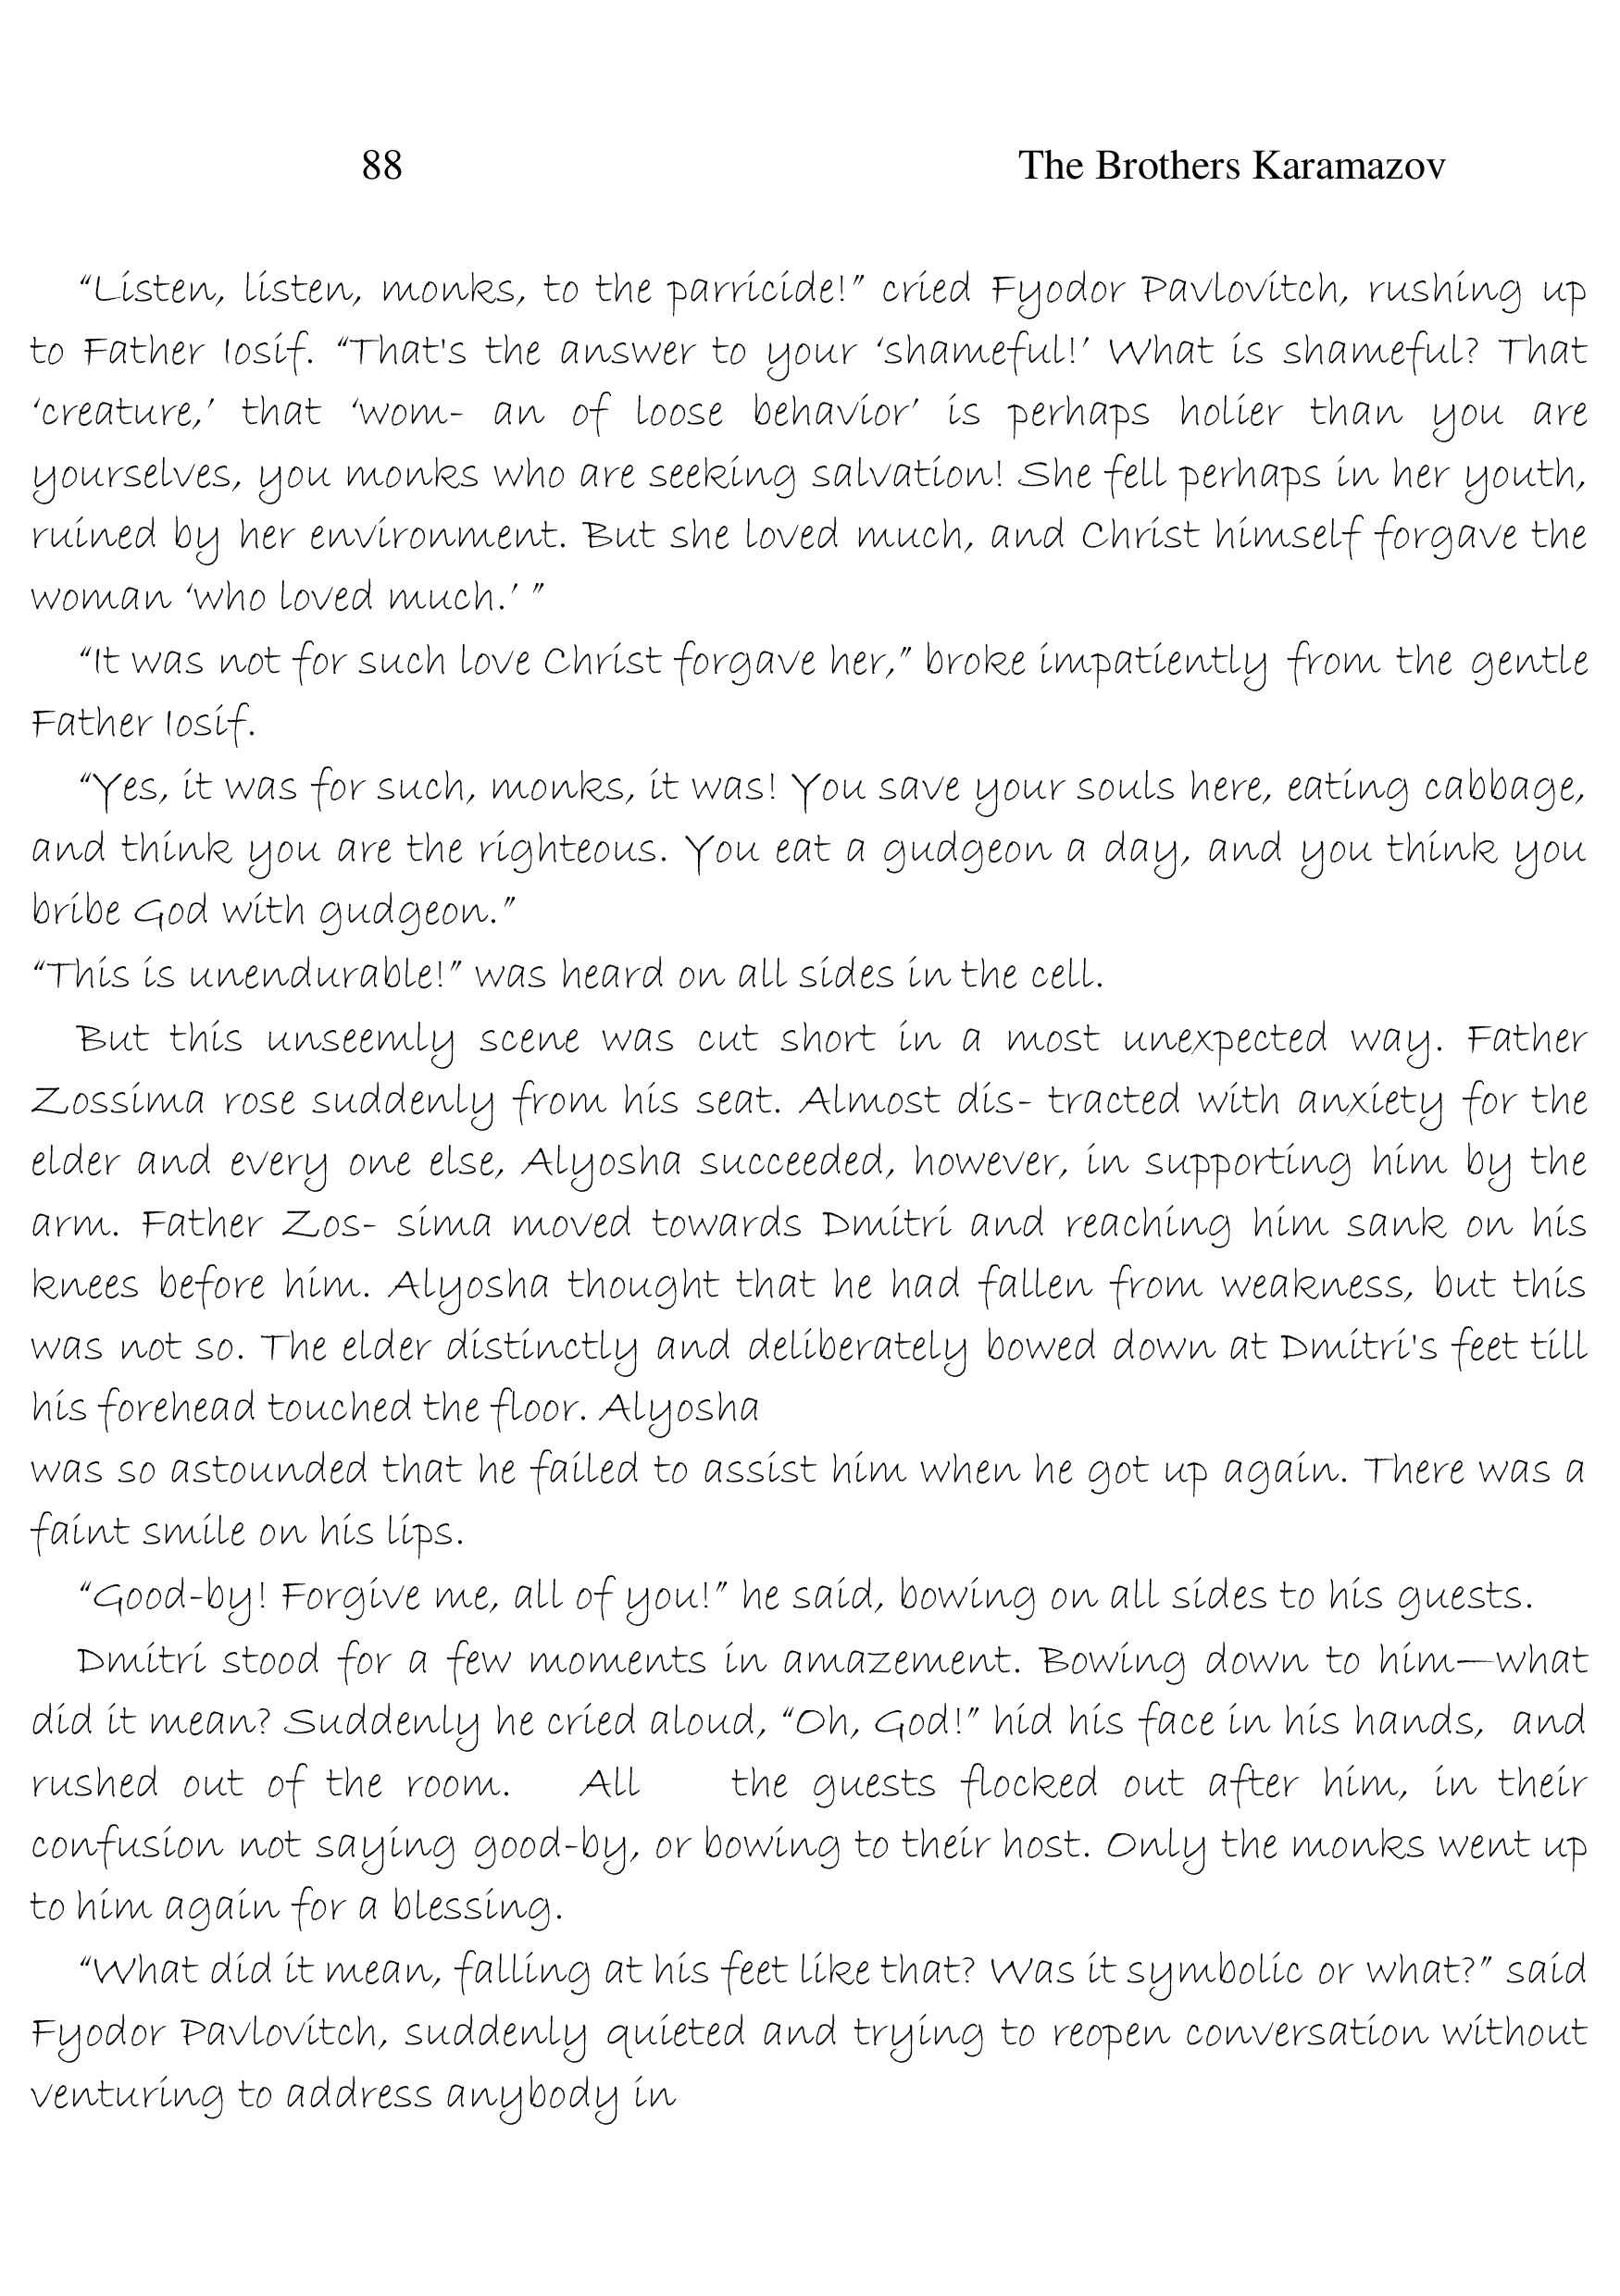 88 The Brothers Karamazov
“Listen, listen, monks, to the parricide!” cried Fyodor Pavlovitch, rushing up
to Father Iosif. “That's the answer to your ‘shameful!’ What is shameful? That
‘creature,’ that ‘wom- an of loose behavior’ is perhaps holier than you are
yourselves, you monks who are seeking salvation! She fell perhaps in her youth,
ruined by her environment. But she loved much, and Christ himself forgave the
woman ‘who loved much.’ ”
“It was not for such love Christ forgave her,” broke impatiently from the gentle
Father Iosif.
“Yes, it was for such, monks, it was! You save your souls here, eating cabbage,
and think you are the righteous. You eat a gudgeon a day, and you think you
bribe God with gudgeon.”
“This is unendurable!” was heard on all sides in the cell.
But this unseemly scene was cut short in a most unexpected way. Father
Zossima rose suddenly from his seat. Almost dis- tracted with anxiety for the
elder and every one else, Alyosha succeeded, however, in supporting him by the
arm. Father Zos- sima moved towards Dmitri and reaching him sank on his
knees before him. Alyosha thought that he had fallen from weakness, but this
was not so. The elder distinctly and deliberately bowed down at Dmitri's feet till
his forehead touched the floor. Alyosha
was so astounded that he failed to assist him when he got up again. There was a
faint smile on his lips.
“Good-by! Forgive me, all of you!” he said, bowing on all sides to his guests.
Dmitri stood for a few moments in amazement. Bowing down to him—what
did it mean? Suddenly he cried aloud, “Oh, God!” hid his face in his hands, and
rushed out of the room. All the guests flocked out after him, in their
confusion not saying good-by, or bowing to their host. Only the monks went up
to him again for a blessing.
“What did it mean, falling at his feet like that? Was it symbolic or what?” said
Fyodor Pavlovitch, suddenly quieted and trying to reopen conversation without
venturing to address anybody in